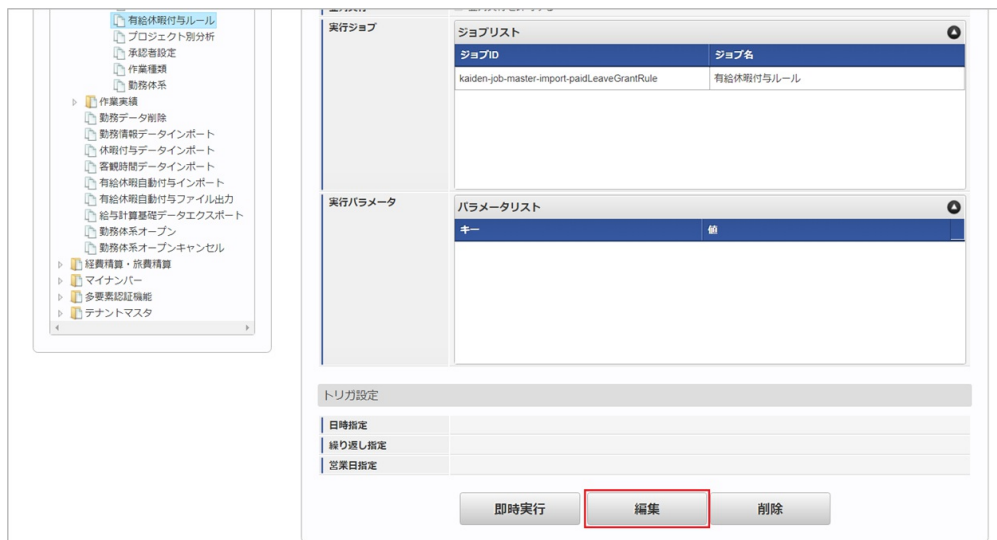 有給休暇付与ルール
プロジェクト別分析
承認者設定
作業種類
勤務体系
作業実績
勤務データ削除
勤務情報データインポート
休暇付与データインポート
客観時間データインポート
有給休暇自動付与インポート
有給休暇自動付与ファイル出力
給与計算基礎データエクスポート
勤務体系オープン
勤務体系オープンキャンセル
経費精算・旅費精算
マイナンバー
多要素認証機能
テナントマスタ
実行ジョブ
ジョブリスト
ジョブID ジョブ名
kaiden-job-master-import-paidLeaveGrantRule 有給休暇付与ルール
実行パラメータ
パラメータリスト
キー 値
トリガ設定
日時指定
繰り返し指定
営業日指定
即時実行 編集 削除